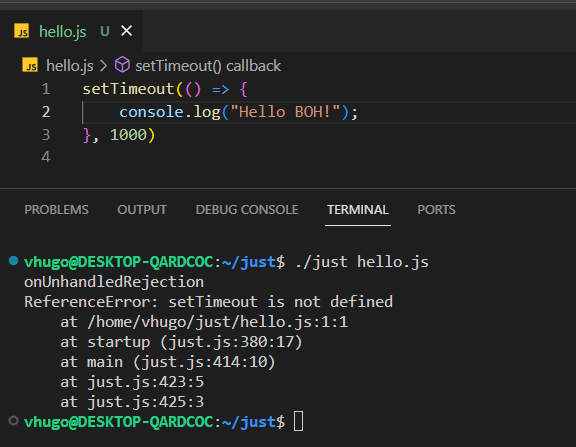 JS hello.js U ×
JS hello.js > setTimeout() callback
1 setTimeout(() => {
2 console.log("Hello BOH!");
3 }, 1000)
4
PROBLEMS OUTPUT DEBUG CONSOLE TERMINAL PORTS
vhugo@DESKTOP-QARDCOC:~/just$ ./just hello.js
onUnhandledRejection
ReferenceError: setTimeout is not defined
at /home/vhugo/just/hello.js:1:1
at startup (just.js:380:17)
at main (just.js:414:10)
at just.js:423:5
at just.js:425:3
vhugo@DESKTOP-QARDCOC:~/just$